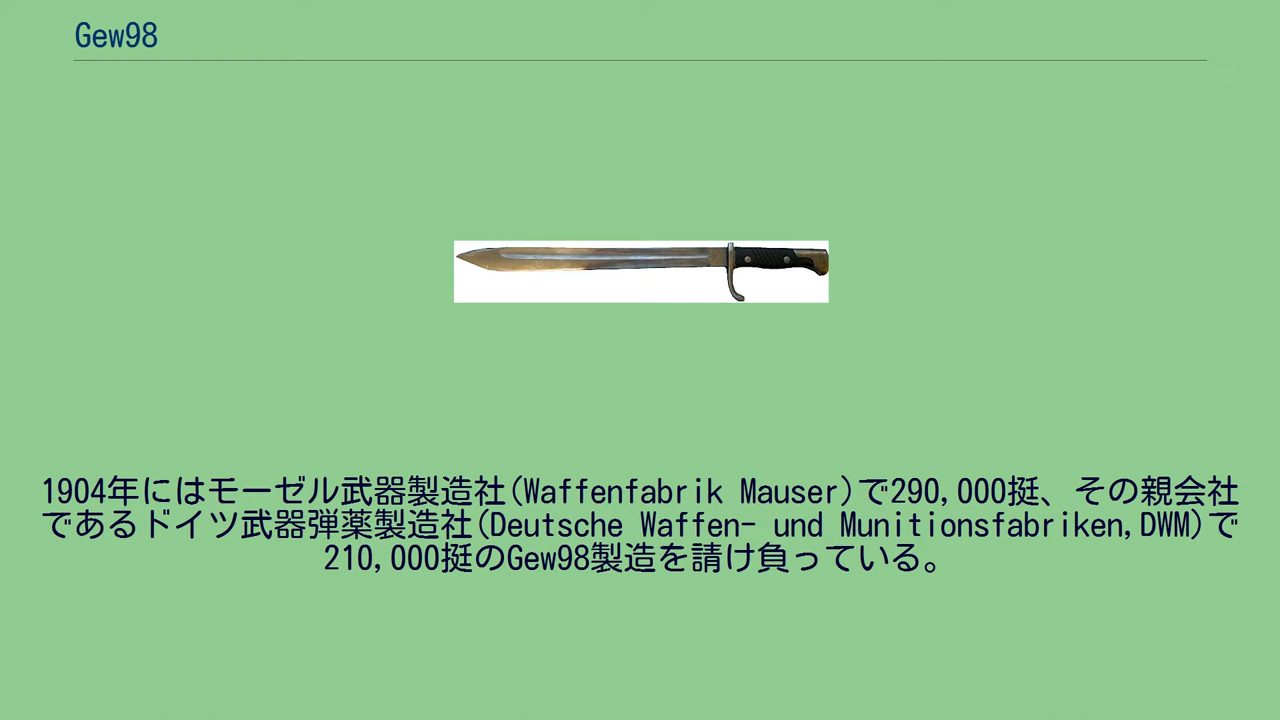 Gew98
1904年にはモーゼル武器製造社(Waffenfabrik Mauser)で290,000挺、その親会社
であるドイツ武器弾薬製造社(Deutsche Waffen- und Munitionsfabriken,DWM)で
210,000挺のGew98製造を請け負っている。